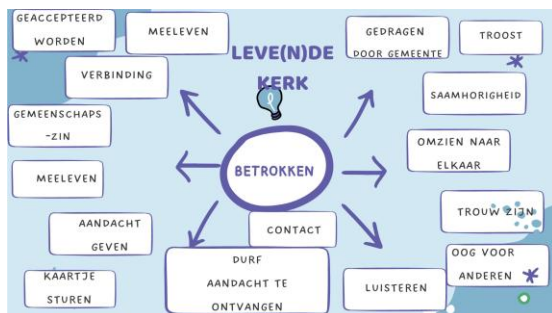 GEACCEPTEERD
WORDEN
MEELEVEN
VERBINDING
LEVE(N)DE
KERK
GEDRAGEN
DOOR GEMEENTE
TROOST
SAAMHORIGHEID
GEMEENSCHAPS
-ZIN
OMZIEN NAAR
ELKAAR
MEELEVEN
BETROKKEN
TROUW ZIJN
AANDACHT
GEVEN
CONTACT
DURF
AANDACHT TE
ONTVANGEN
KAARTJE
STUREN
LUISTEREN
OOG VOOR
ANDEREN